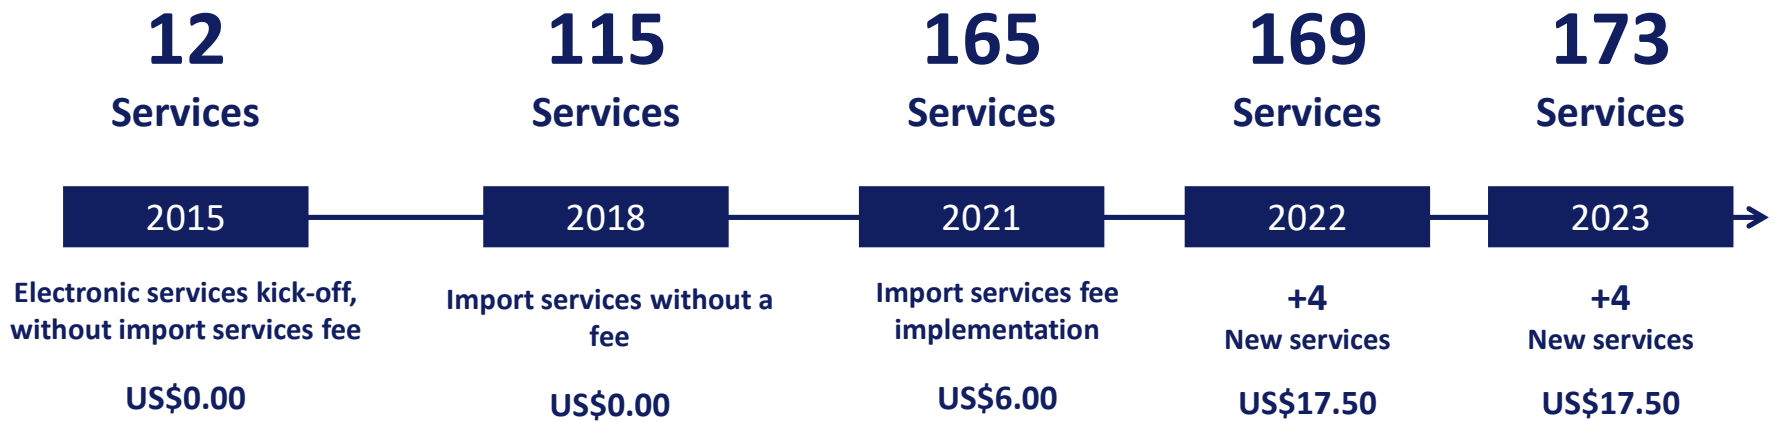 12
Services
115
Services
165
Services
169
Services
173
Services
2015
2018
2021
2022
2023
Electronic services kick-off,
without import services fee
US$0.00
Import services without a
fee
US$0.00
Import services fee
implementation
US$6.00
+4
New services
US$17.50
+4
New services
US$17.50